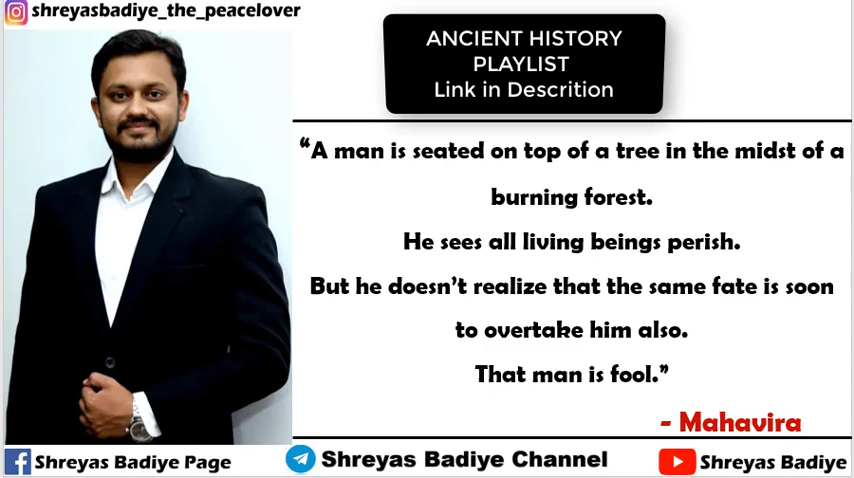 shreyasbadiye_the_peacelover
ANCIENT HISTORY
PLAYLIST
Link in Descrition
“A man is seated on top of a tree in the midst of a
burning forest.
He sees all living beings perish.
But he doesn’t realize that the same fate is soon
to overtake him also.
That man is fool.”
- Mahavira
Shreyas Badiye Page
Shreyas Badiye Channel
Shreyas Badiye